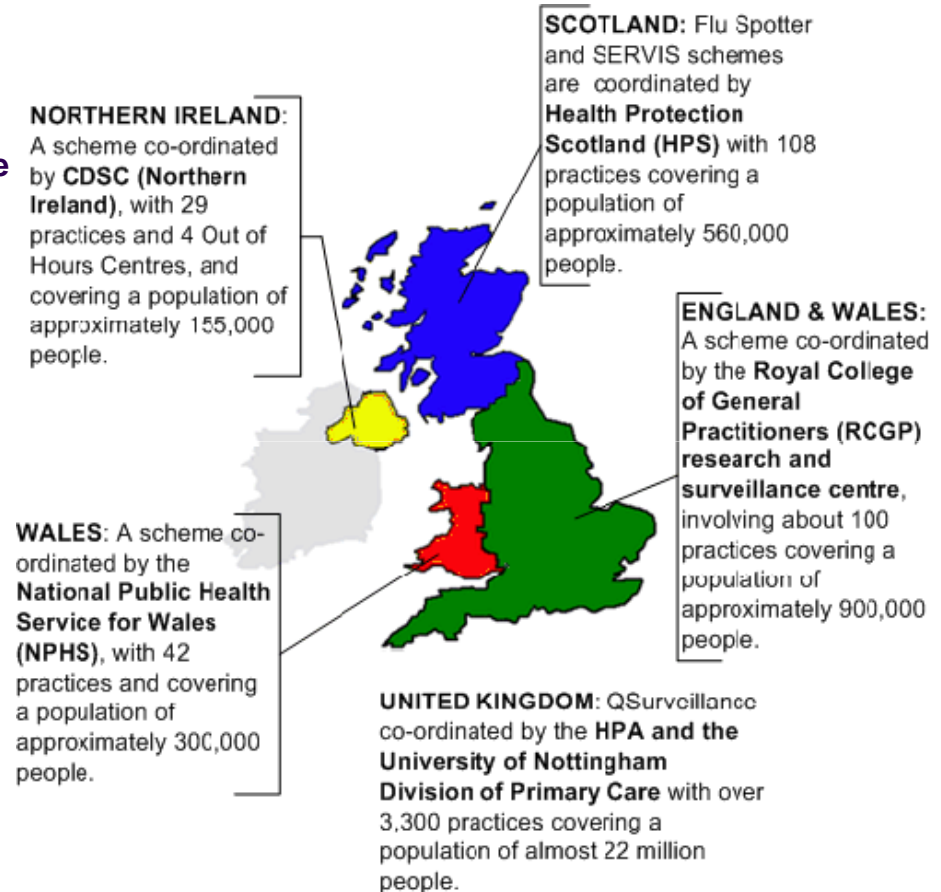 SCOTLAND: Flu Spotter
and SERVIS schemes
are coordinated by
Health Protection
Scotland (HPS) with 108
practices covering a
population of
approximately 560,000
people.
NORTHERN IRELAND:
A scheme co-ordinated
by CDSC (Northern
Ireland), with 29
practices and 4 Out of
Hours Centres, and
covering a population of
approximately 155,000
people.
e
ENGLAND & WALES:
A scheme co-ordinated
by the Royal College
of General
Practitioners (RCGP)
research and
surveillance centre,
involving about 100
practices covering a
population of
approximately 900,000
people.
WALES: A scheme co-
ordinated by the
National Public Health
Service for Wales
(NPHS), with 42
practices and covering
a population of
approximately 300,000
people.
UNITED KINGDOM: QSurveillance
co-ordinated by the HPA and the
University of Nottingham
Division of Primary Care with over
3,300 practices covering a
population of almost 22 million
people.